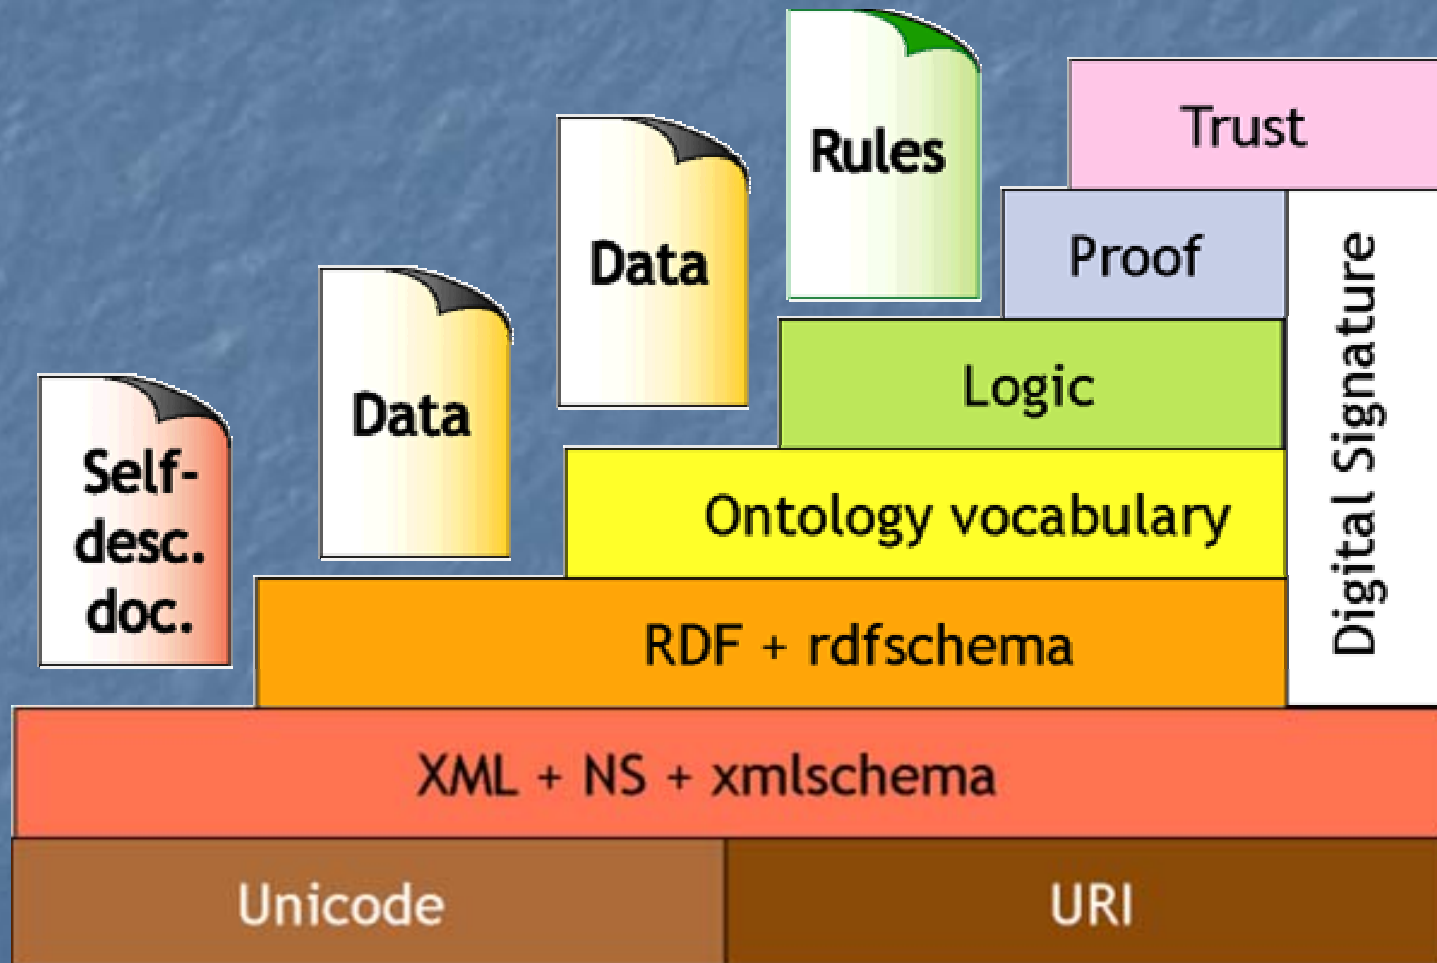 Rules
Trust
Data
Proof
Data
Logic
Self-
desc.
doc.
Digital Signature
Ontology vocabulary
RDF + rdfschema
XML + NS + xmlschema
Unicode
URI